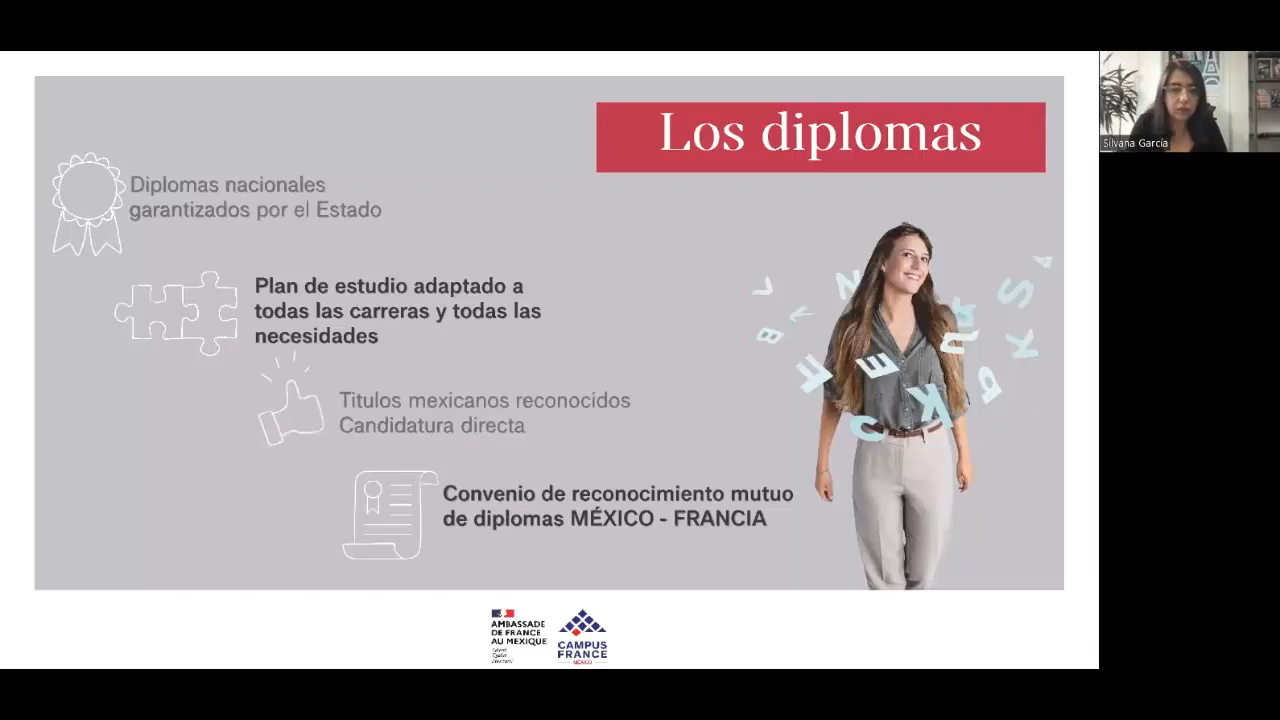 Los diplomas
Diplomas nacionales
garantizados por el Estado
Plan de estudio adaptado a
todas las carreras y todas las
necesidades
Titulos mexicanos reconocidos
Candidatura directa
Convenio de reconocimiento mutuo
de diplomas MÉXICO - FRANCIA
L
N
A
S
B
K
E
F
C
K
AMBASSADE
DE FRANCE
AU MEXIQUE
CAMPUS
FRANCE
MÉXICO
Silvana García